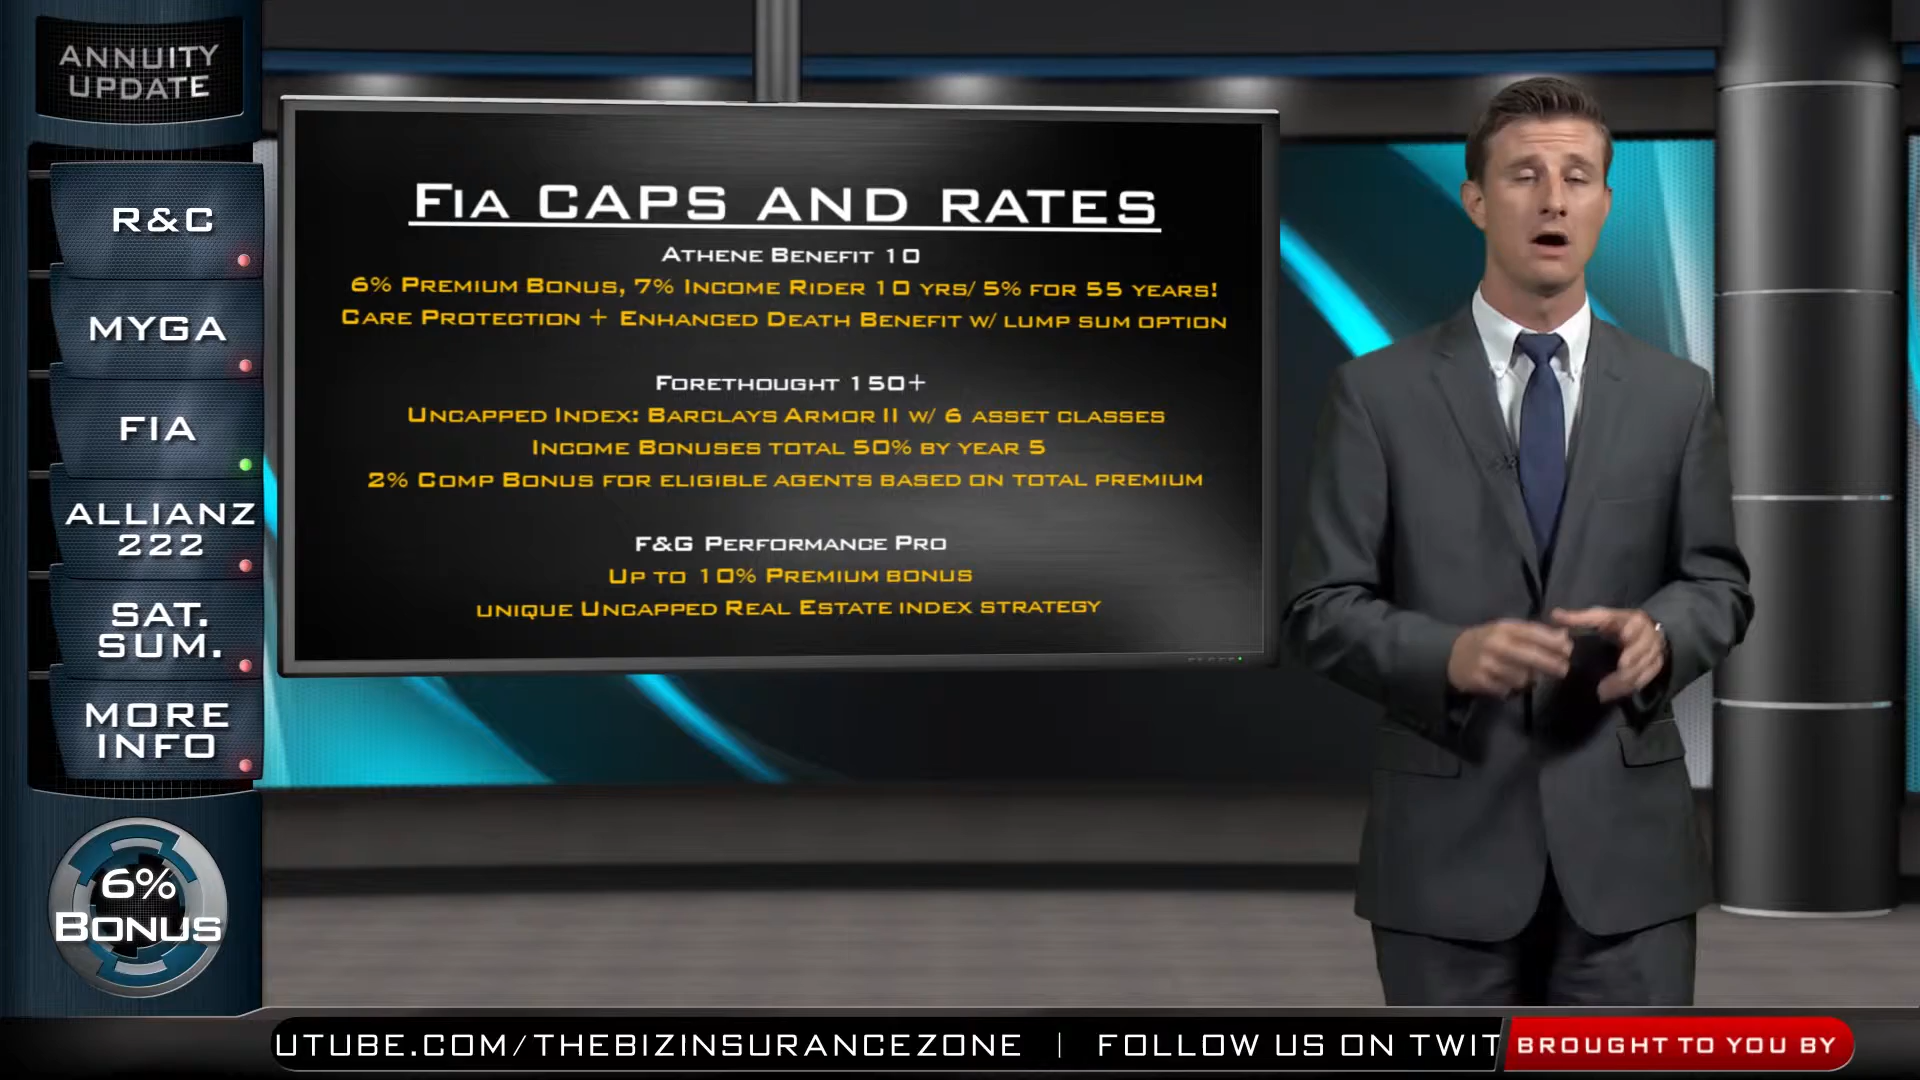 ANNUITY
UPDATE
R&C
MYGA
FIA
ALLIANZ
222
SAT.
SUM.
MORE
INFO
6%
BONUS
FIA CAPS AND RATES
ATHENE BENEFIT 10
6% PREMIUM BONUS, 7% INCOME RIDER 10 YRS/ 5% FOR 55 YEARS!
CARE PROTECTION + ENHANCED DEATH BENEFIT W/ LUMP SUM OPTION
FORETHOUGHT 150+
UNCAPPED INDEX: BARCLAYS ARMOR II W/ 6 ASSET CLASSES
INCOME BONUSES TOTAL 50% BY YEAR 5
2% COMP BONUS FOR ELIGIBLE AGENTS BASED ON TOTAL PREMIUM
F&G PERFORMANCE PRO
UP TO 10% PREMIUM BONUS
UNIQUE UNCAPPED REAL ESTATE INDEX STRATEGY
UTUBE.COM/THEBIZINSURANCEZONE | FOLLOW US ON TWIT
BROUGHT TO YOU BY